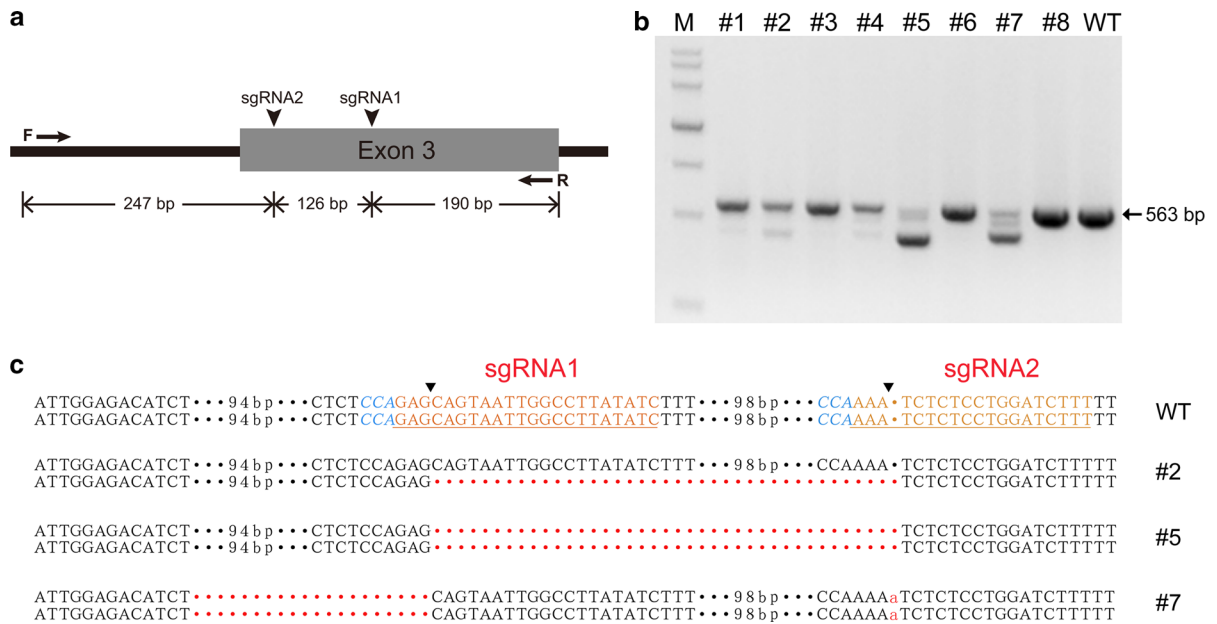 a
sgRNA2 sgRNA1
F
Exon 3
R
247 bp 126 bp 190 bp
b
M #1 #2 #3 #4 #5 #6 #7 #8 WT
563 bp
c
sgRNA1 sgRNA2
ATTGGAGACATCT•••94bp•••CTCTCCAGAGCAGTAATTGGCCTTATATCTTT•••98bp•••CCAAAA•TCTCTCCTGGATCTTTTT
ATTGGAGACATCT•••94bp•••CTCTCCAGAGCAGTAATTGGCCTTATATCTTT•••98bp•••CCAAAA•TCTCTCCTGGATCTTTTT
WT
ATTGGAGACATCT•••94bp•••CTCTCCAGAGCAGTAATTGGCCTTATATCTTT•••98bp•••CCAAAA•TCTCTCCTGGATCTTTTT
ATTGGAGACATCT•••94bp•••CTCTCCAGAG••••••••••••••••••••••••••••••••••TCTCTCCTGGATCTTTTT
#2
ATTGGAGACATCT•••94bp•••CTCTCCAGAG••••••••••••••••••••••••••••••••••TCTCTCCTGGATCTTTTT
ATTGGAGACATCT•••94bp•••CTCTCCAGAG••••••••••••••••••••••••••••••••••TCTCTCCTGGATCTTTTT
#5
ATTGGAGACATCT••••••••••••••••••CAGTAATTGGCCTTATATCTTT•••98bp•••CCAAAAaTCTCTCCTGGATCTTTTT
ATTGGAGACATCT••••••••••••••••••CAGTAATTGGCCTTATATCTTT•••98bp•••CCAAAAaTCTCTCCTGGATCTTTTT
#7